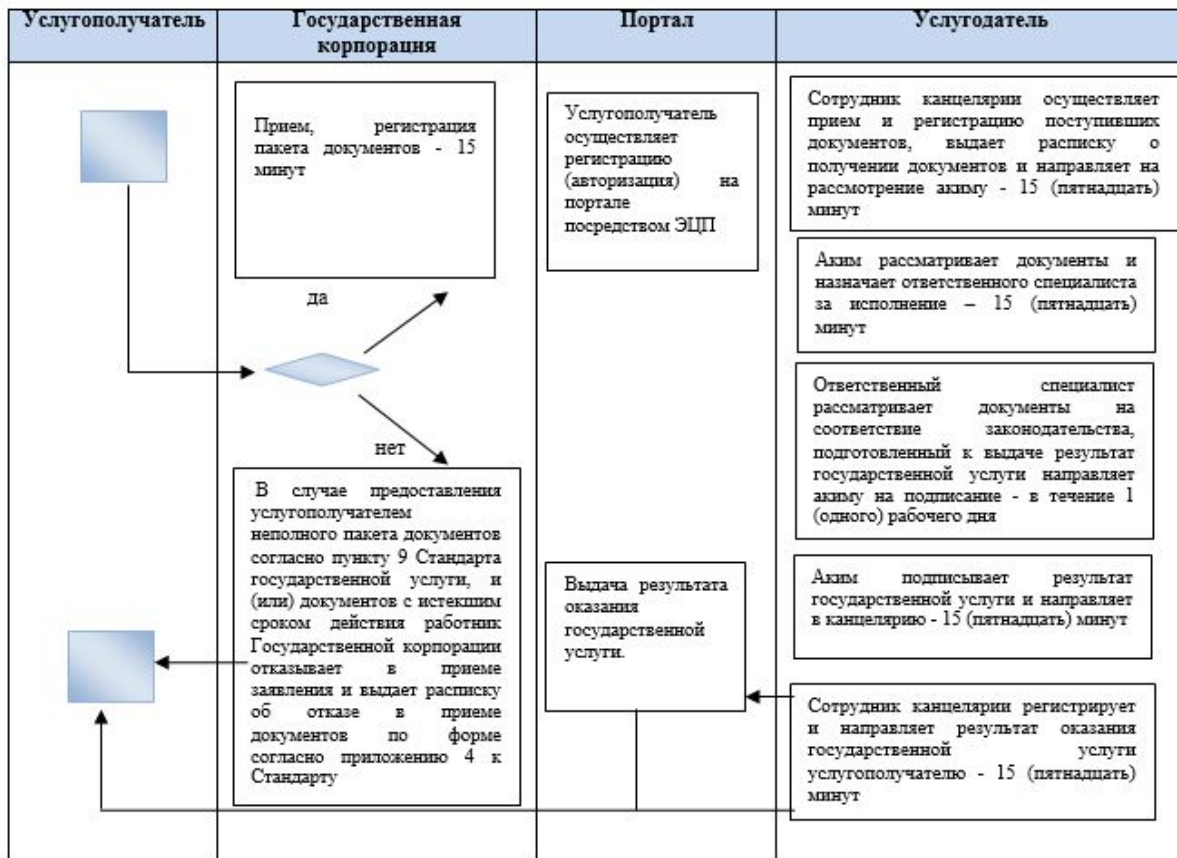 Услугополучатель
Государственная
корпорация
Портал
Услугодатель
Прием, регистрация
пакета документов - 15
минут
да
нет
В случае предоставления
услугополучателем
неполного пакета документов
согласно пункту 9 Стандарта
государственной услуги, и
(или) документов с истекшим
сроком действия работник
Государственной корпорации
отказывает в приеме
заявления и выдает расписку
об отказе в приеме
документов по форме
согласно приложению 4 к
Стандарту
Услугополучатель
осуществляет
регистрацию
(авторизация) на
портале
посредством ЭЦП
Выдача результата
оказания
государственной
услуги.
Сотрудник канцелярии осуществляет
прием и регистрацию поступивших
документов, выдает расписку о
получении документов и направляет на
рассмотрение акиму - 15 (пятнадцать)
минут
Аким рассматривает документы и
назначает ответственного специалиста
за исполнение – 15 (пятнадцать)
минут
Ответственный специалист
рассматривает документы на
соответствие законодательства,
подготовленный к выдаче результат
государственной услуги направляет
акиму на подписание - в течение 1
(одного) рабочего дня
Аким подписывает результат
государственной услуги и направляет
в канцелярию - 15 (пятнадцать) минут
Сотрудник канцелярии регистрирует
и направляет результат оказания
государственной услуги
услугополучателю - 15 (пятнадцать)
минут